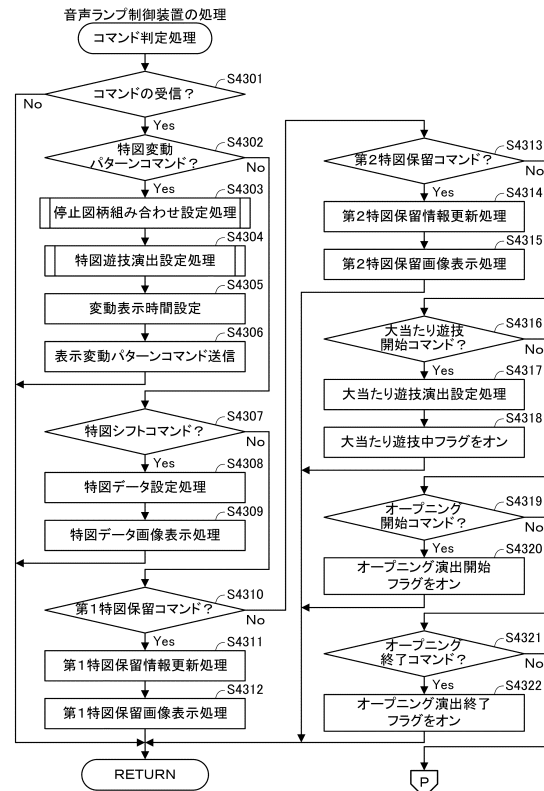 音声ランプ制御装置の処理
コマンド判定処理
S4301
コマンドの受信？
No
Yes
S4302
特図変動
パターンコマンド？
No
Yes
S4303
停止図柄組み合わせ設定処理
S4304
特図遊技演出設定処理
S4305
変動表示時間設定
S4306
表示変動パターンコマンド送信
S4307
特図シフトコマンド？
No
Yes
S4308
特図データ設定処理
S4309
特図データ画像表示処理
S4310
第1特図保留コマンド？
No
Yes
S4311
第1特図保留情報更新処理
S4312
第1特図保留画像表示処理
RETURN
S4313
第2特図保留コマンド？
No
Yes
S4314
第2特図保留情報更新処理
S4315
第2特図保留画像表示処理
S4316
大当たり遊技
開始コマンド？
No
Yes
S4317
大当たり遊技演出設定処理
S4318
大当たり遊技中フラグをオン
S4319
オープニング
開始コマンド？
No
Yes
S4320
オープニング演出開始
フラグをオン
S4321
オープニング
終了コマンド？
No
Yes
S4322
オープニング演出終了
フラグをオン
P